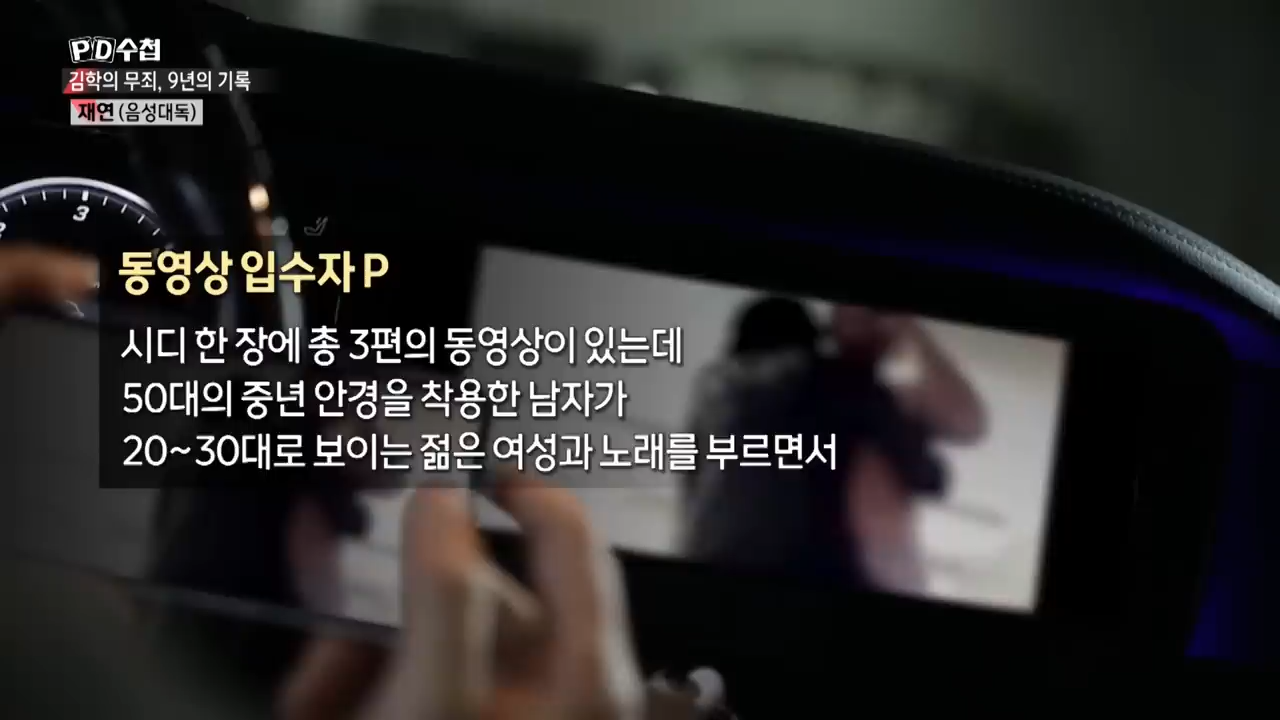 PD수첩
김학의 무죄, 9년의 기록
재연 (음성대독)
3
동영상 입수자 P
시디 한 장에 총 3편의 동영상이 있는데
50대의 중년 안경을 착용한 남자가
20~30대로 보이는 젊은 여성과 노래를 부르면서